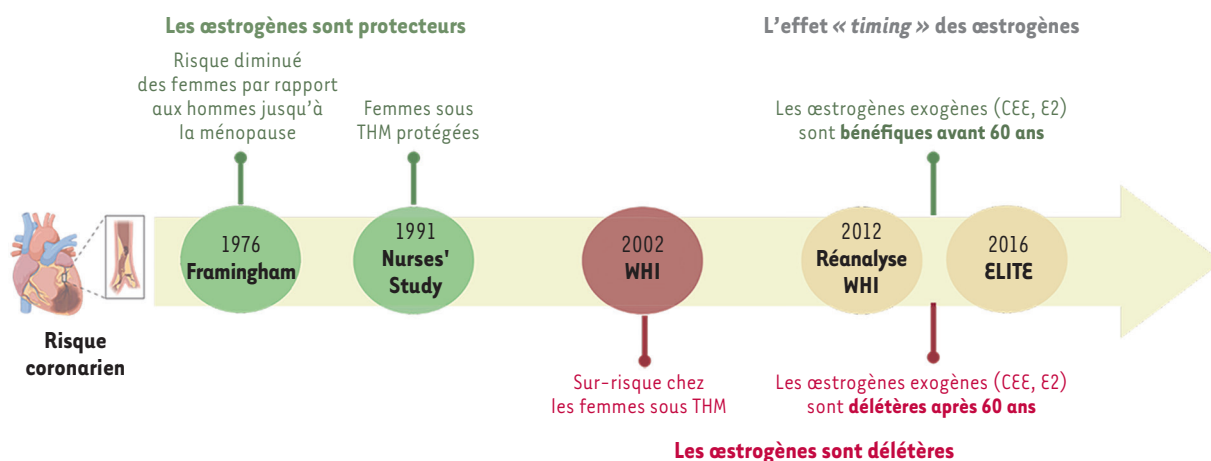 Les œstrogènes sont protecteurs
L'effet « timing » des œstrogènes
Risque diminué
des femmes par rapport
aux hommes jusqu'à
la ménopause
Femmes sous
THM protégées
Les œstrogènes exogènes (CEE, E2)
sont bénéfiques avant 60 ans
1976
Framingham
1991
Nurses'
Study
2002
WHI
2012
Réanalyse
WHI
2016
ELITE
Risque
coronarien
Sur-risque chez
les femmes sous THM
Les œstrogènes exogènes (CEE, E2)
sont délétères après 60 ans
Les œstrogènes sont délétères